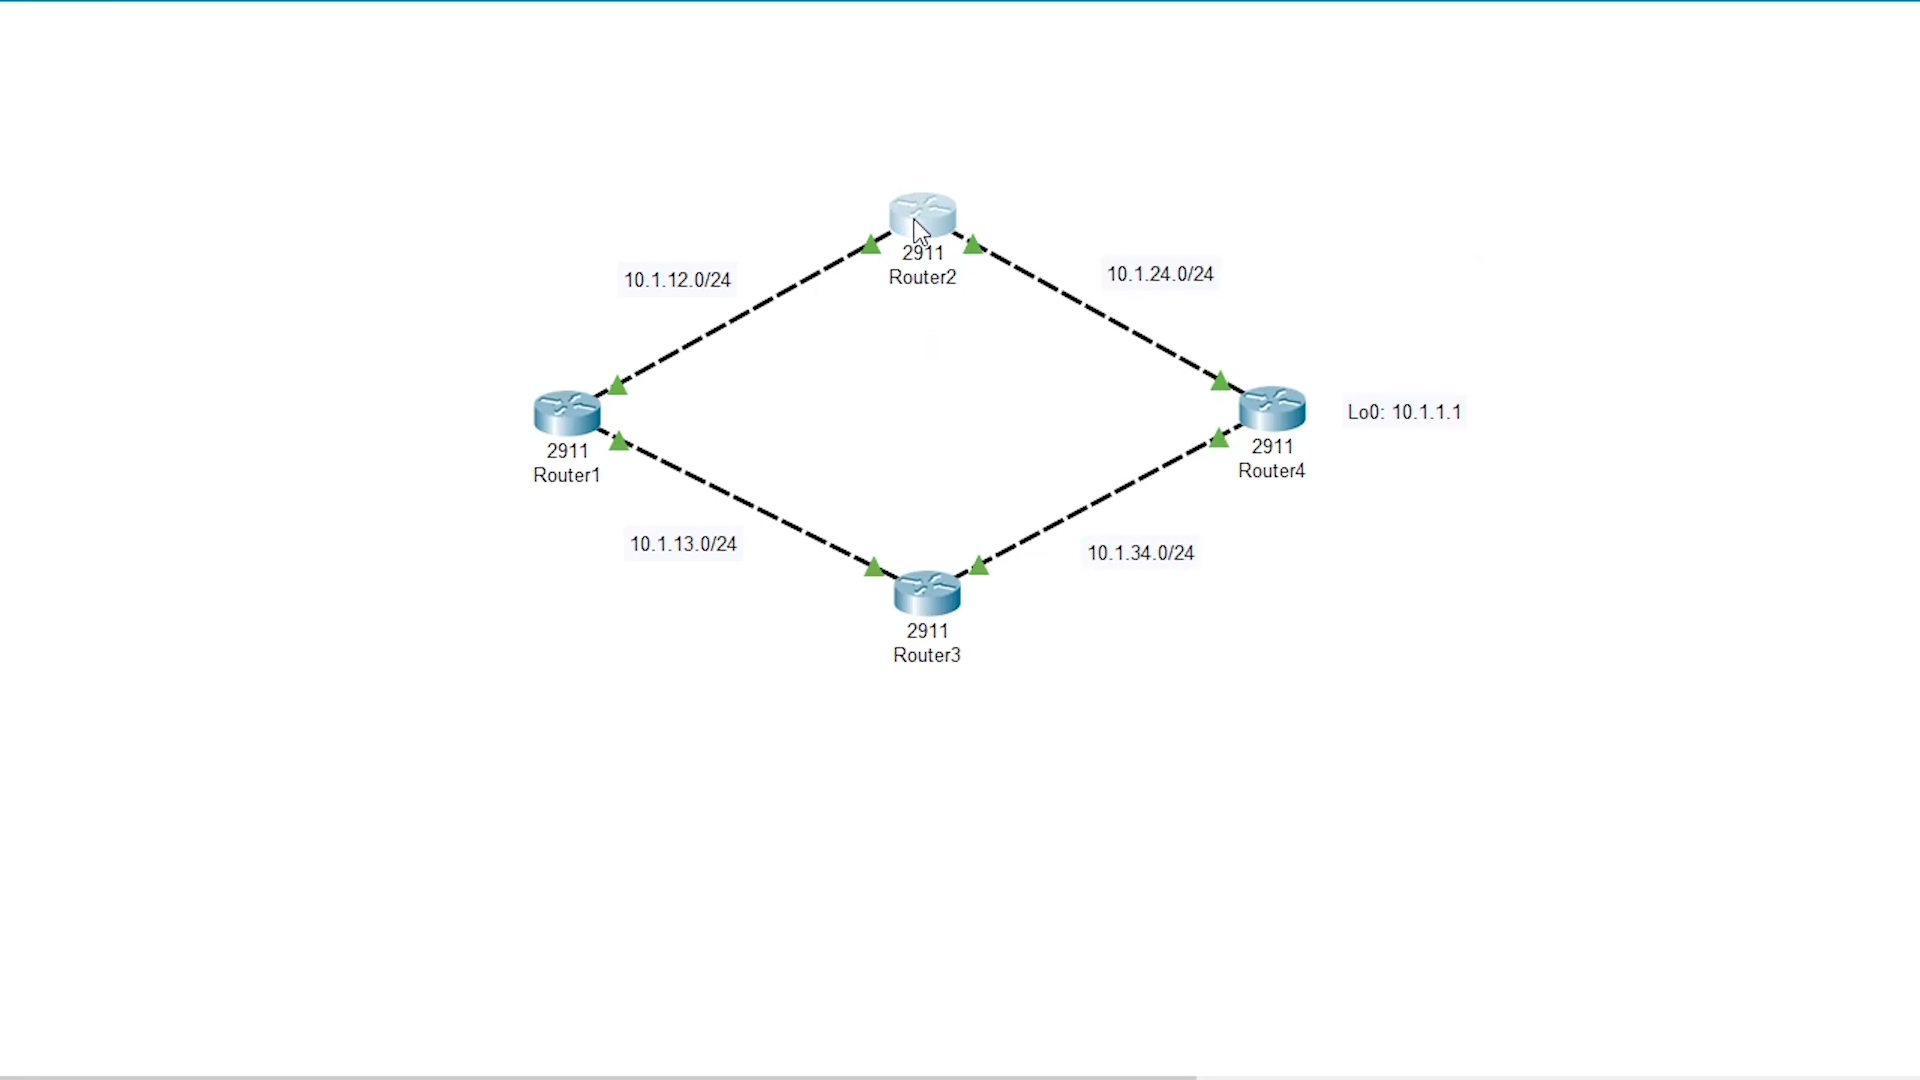 2911
Router2
10.1.12.0/24
10.1.24.0/24
2911
Router1
2911
Router4
Lo0: 10.1.1.1
10.1.13.0/24
10.1.34.0/24
2911
Router3